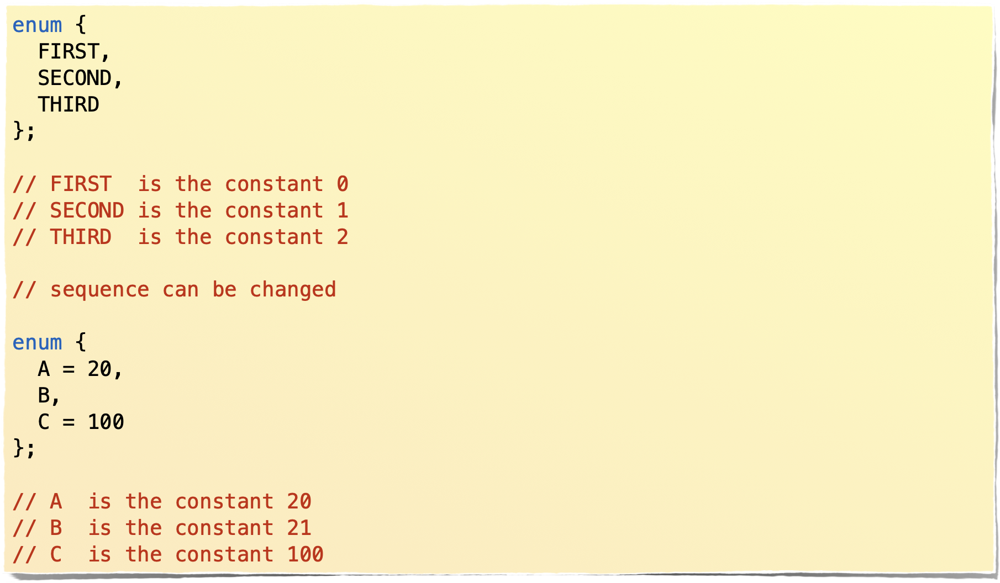 enum {
  FIRST,
  SECOND,
  THIRD
};

// FIRST  is the constant 0
// SECOND is the constant 1
// THIRD  is the constant 2

// sequence can be changed

enum {
  A = 20,
  B,
  C = 100
};

// A  is the constant 20
// B  is the constant 21
// C  is the constant 100